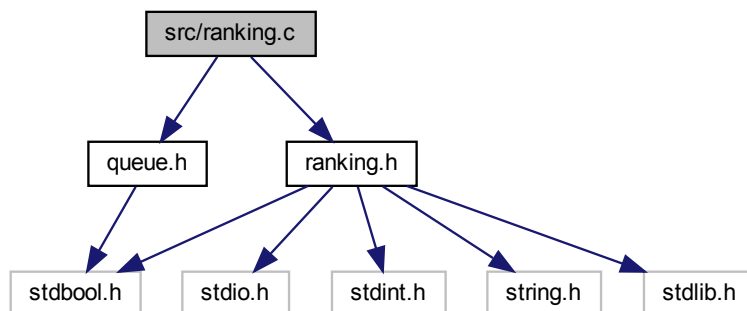 src/ranking.c
queue.h
ranking.h
stdbool.h
stdio.h
stdint.h
string.h
stdlib.h